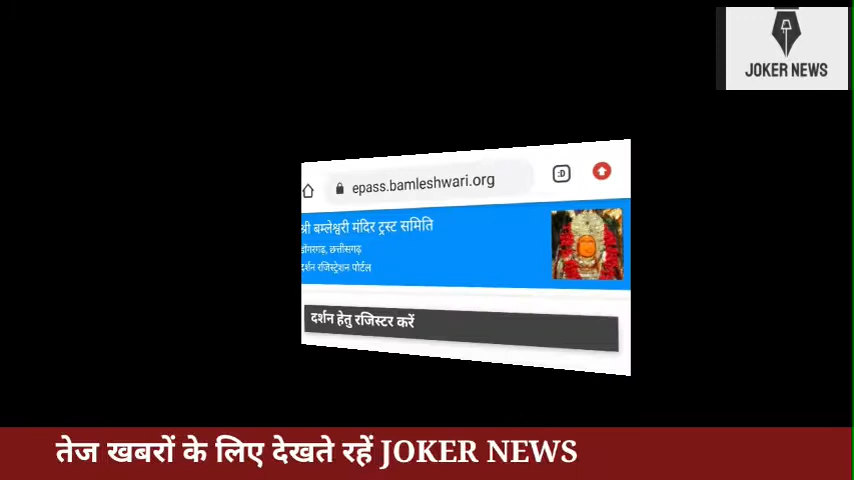 JOKER NEWS
epass.bamleshwari.org
:D
श्री बम्लेश्वरी मंदिर ट्रस्ट समिति
डोंगरगढ़, छत्तीसगढ़
दर्शन रजिस्ट्रेशन पोर्टल
दर्शन हेतु रजिस्टर करें
तेज खबरों के लिए देखते रहें JOKER NEWS